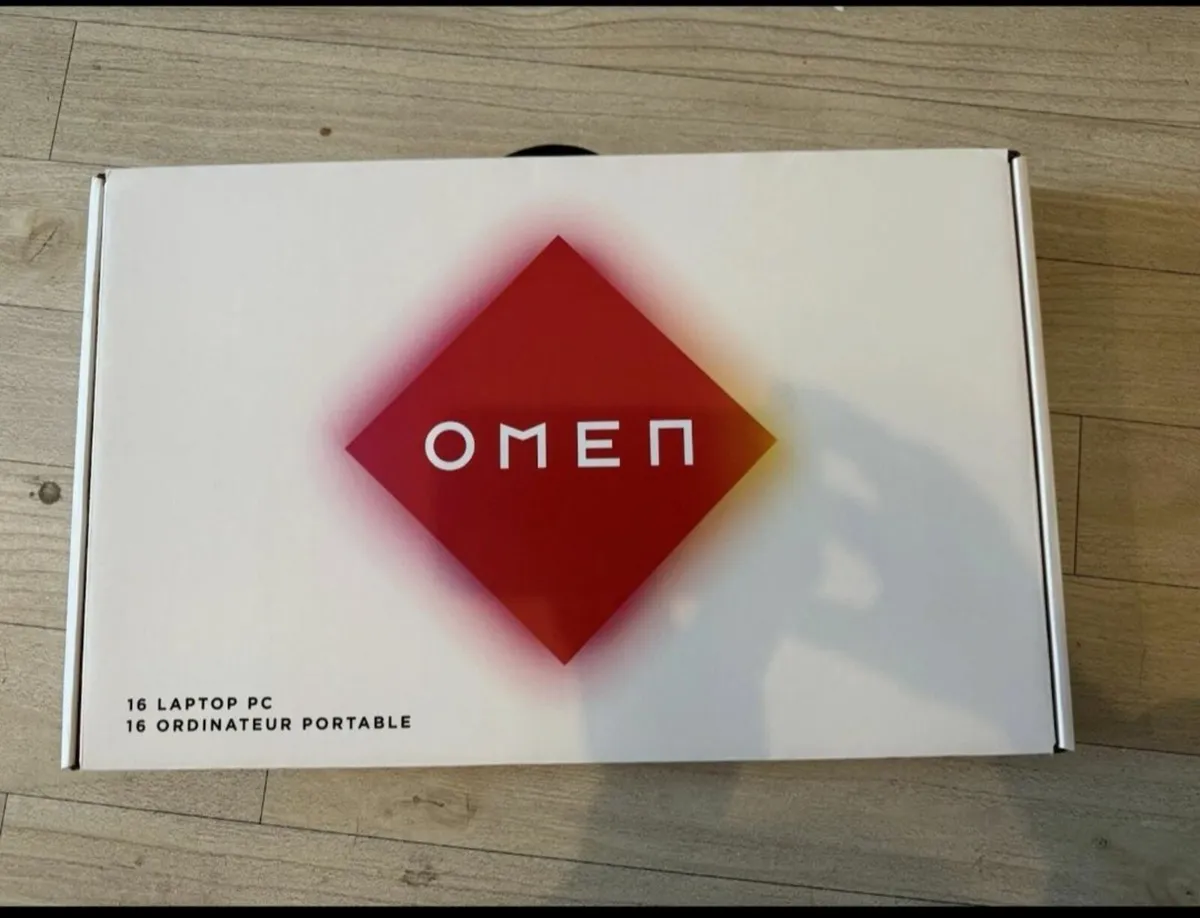 OMEN
16 LAPTOP PC
16 ORDINATEUR PORTABLE